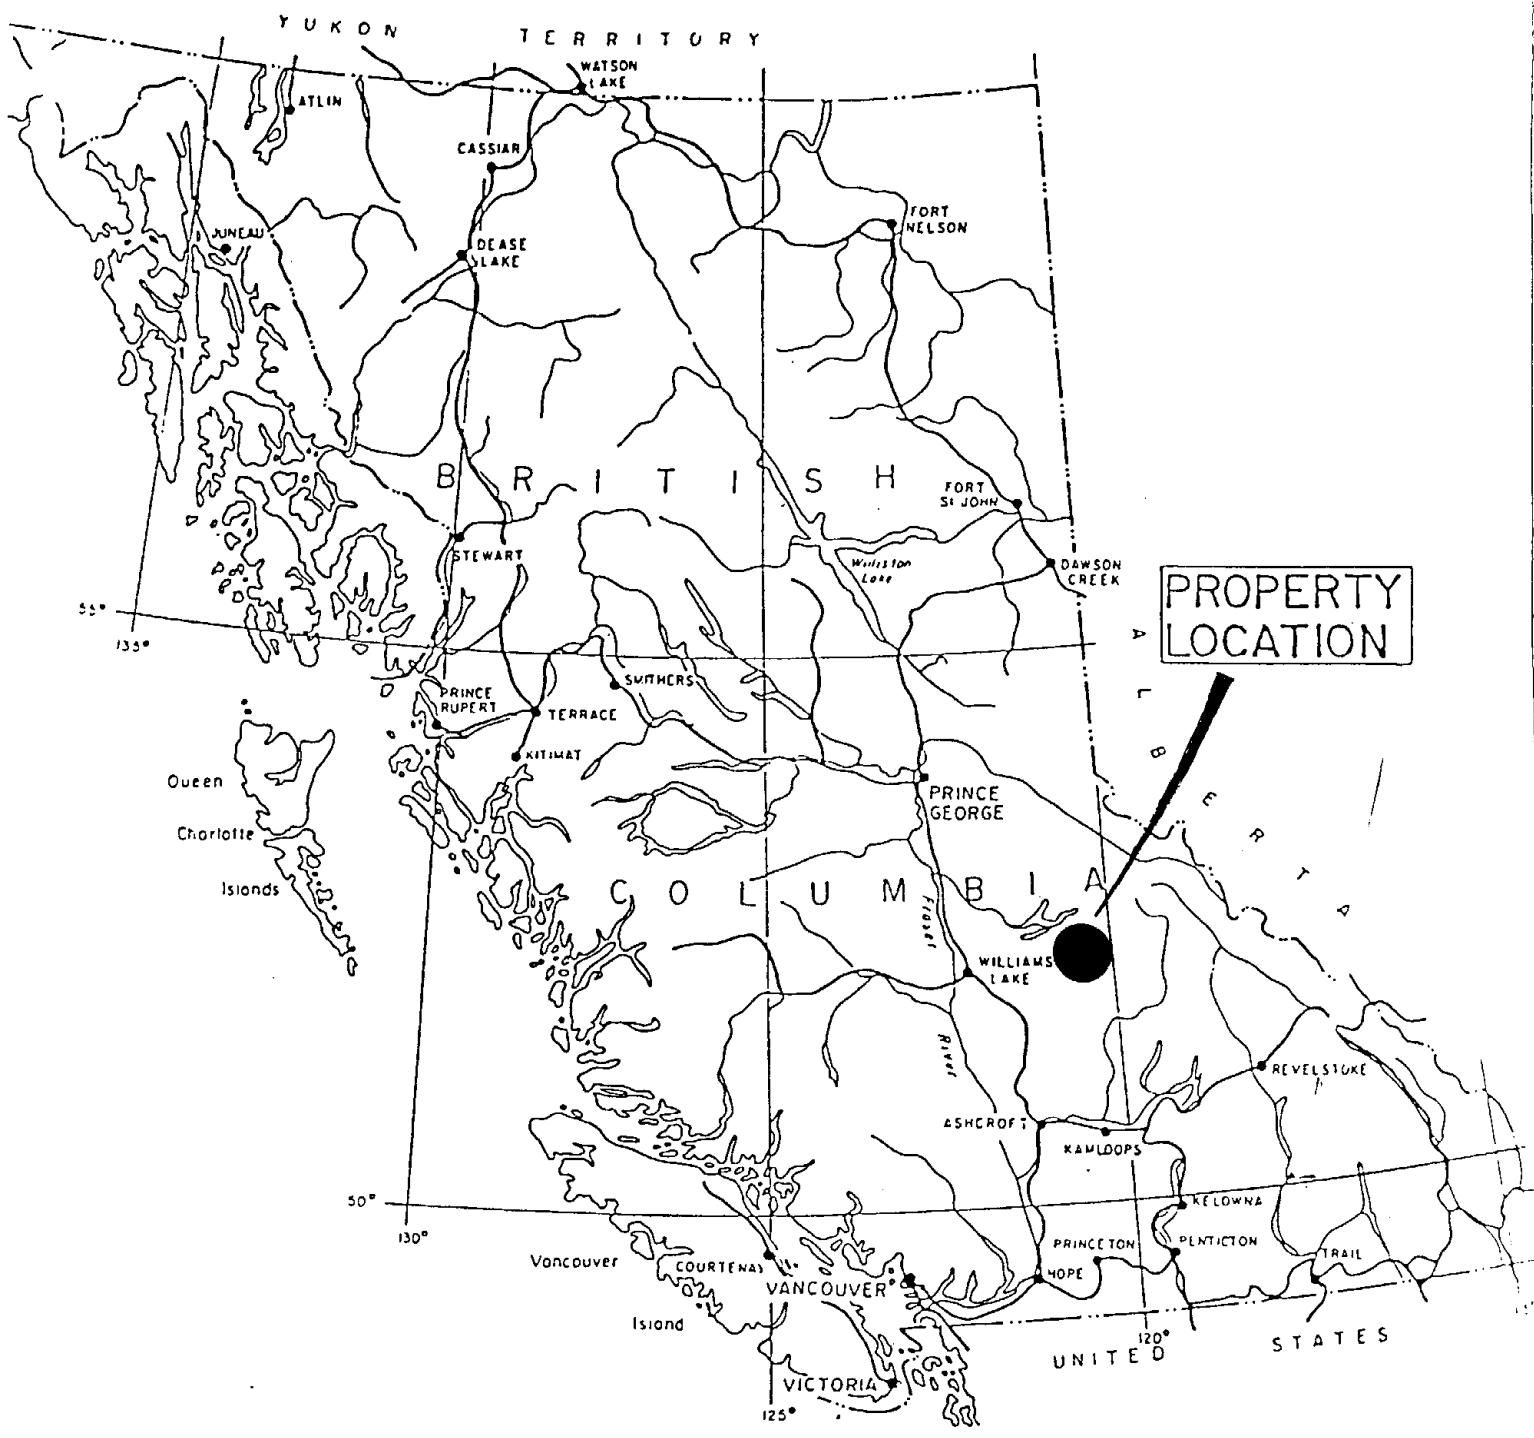 YUKON TERRITORY
WATSON
LAKE
ATLIN
CASSIAR
FORT
NELSON
JUNEAU
DEASE
LAKE
BRITISH
FORT
St JOHN
STEWART
Williston
Lake
DAWSON
CREEK
PROPERTY
LOCATION
55°
135°
ALBERTA
SMITHERS
PRINCE
RUPERT
TERRACE
KITIMAT
Queen
Charlotte
Islands
PRINCE
GEORGE
COLUMBIA
Fraser
River
WILLIAMS
LAKE
REVELSTOKE
ASHCROFT
KAMLOOPS
50°
130°
KELOWNA
PRINCETON
PENTICTON
TRAIL
Vancouver
Island
COURTENAY
VANCOUVER
HOPE
120°
UNITED STATES
VICTORIA
125°